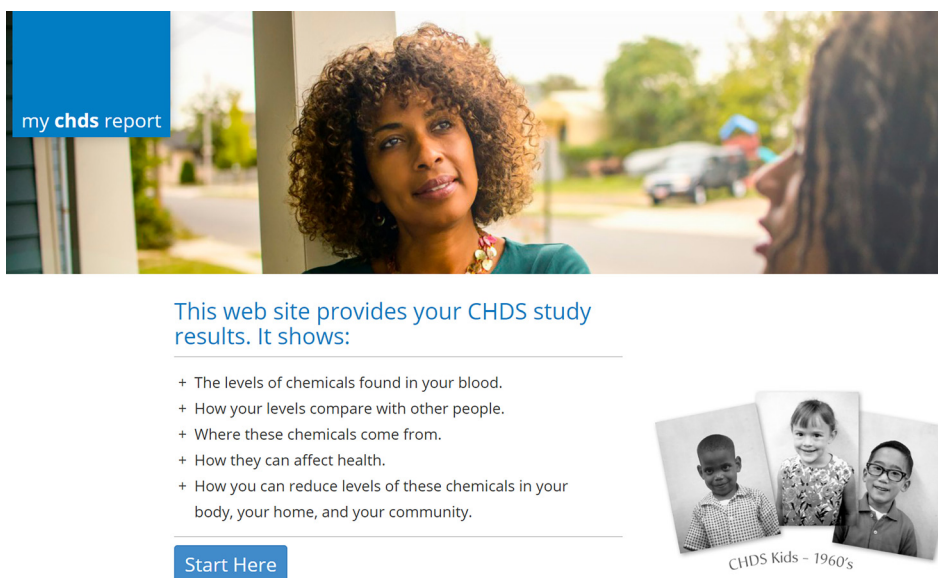 my chds report
This web site provides your CHDS study
results. It shows:
+ The levels of chemicals found in your blood.
+ How your levels compare with other people.
+ Where these chemicals come from.
+ How they can affect health.
+ How you can reduce levels of these chemicals in your
body, your home, and your community.
Start Here
CHDS Kids – 1960's